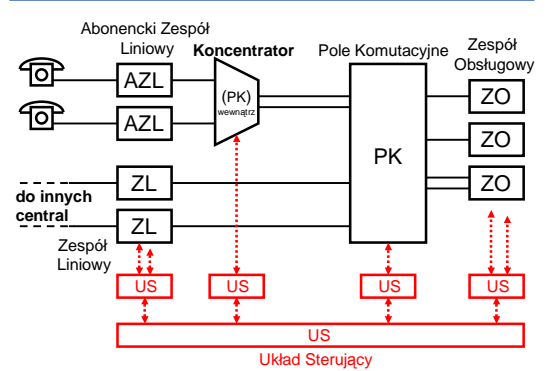 Abonencki Zespół
Liniowy
Koncentrator
Pole Komutacyjne
Zespół
Obsługowy
AZL
(PK)
wewnątrz
ZO
AZL
ZO
PK
ZL
ZO
do innych
central
ZL
Zespół
Liniowy
US
US
US
US
US
Układ Sterujący